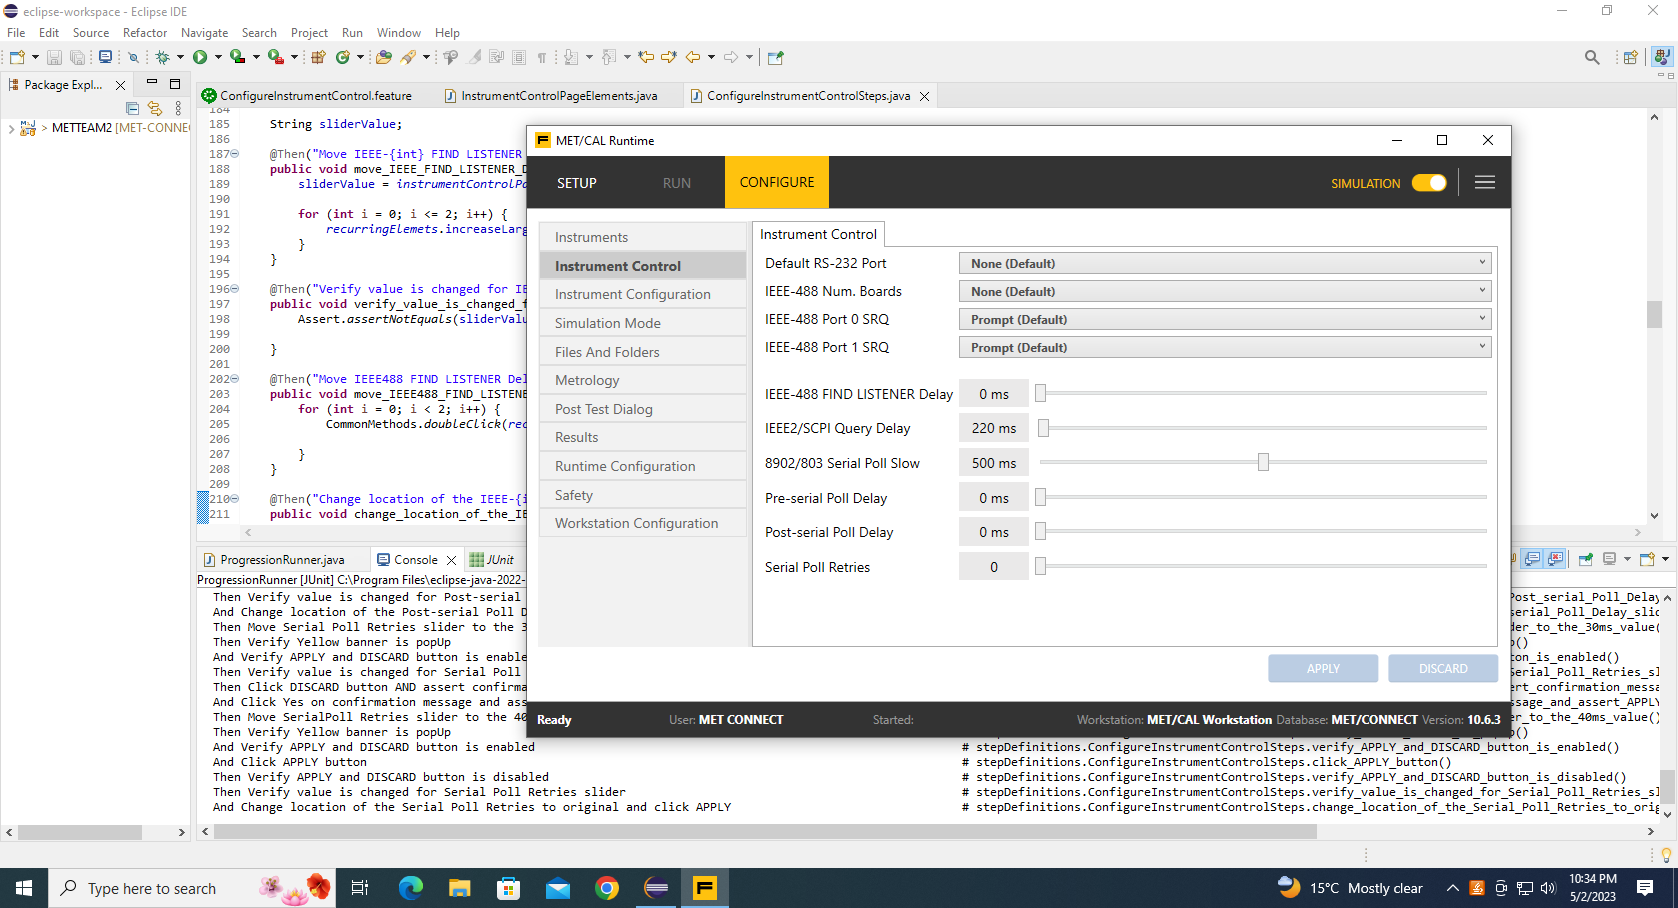 eclipse-workspace - Eclipse IDE
File Edit Source Refactor Navigate Search Project Run Window Help
Package Expl...
METTEAM2 [MET-CONNE
ConfigureInstrumentControl.feature
InstrumentControlPageElements.java
ConfigureInstrumentControlSteps.java
184
185 String sliderValue;
186
187 @Then("Move IEEE-{int} FIND LISTENER
188 public void move_IEEE_FIND_LISTENER_D
189 sliderValue = instrumentControlPa
190
191 for (int i = 0; i <= 2; i++) {
192 recurringElemets.increaseLarg
193 }
194 }
195
196 @Then("Verify value is changed for IE
197 public void verify_value_is_changed_f
198 Assert.assertNotEquals(sliderValu
199
200 }
201
202 @Then("Move IEEE488 FIND LISTENER Del
203 public void move_IEEE488_FIND_LISTENE
204 for (int i = 0; i < 2; i++) {
205 CommonMethods.doubleClick(rec
206
207 }
208 }
209
210 @Then("Change location of the IEEE-{i
211 public void change_location_of_the_IE
MET/CAL Runtime
SETUP
RUN
CONFIGURE
SIMULATION
Instruments
Instrument Control
Instrument Configuration
Simulation Mode
Files And Folders
Metrology
Post Test Dialog
Results
Runtime Configuration
Safety
Workstation Configuration
Instrument Control
Default RS-232 Port None (Default)
IEEE-488 Num. Boards None (Default)
IEEE-488 Port 0 SRQ Prompt (Default)
IEEE-488 Port 1 SRQ Prompt (Default)
IEEE-488 FIND LISTENER Delay 0 ms
IEEE2/SCPI Query Delay 220 ms
8902/803 Serial Poll Slow 500 ms
Pre-serial Poll Delay 0 ms
Post-serial Poll Delay 0 ms
Serial Poll Retries 0
APPLY
DISCARD
Ready User: MET CONNECT Started: Workstation: MET/CAL Workstation Database: MET/CONNECT Version: 10.6.3
ProgressionRunner.java
Console
JUnit
ProgressionRunner [JUnit] C:\Program Files\eclipse-java-2022-
Then Verify value is changed for Post-serial Post_serial_Poll_Delay
And Change location of the Post-serial Poll D serial_Poll_Delay_slid
Then Move Serial Poll Retries slider to the 3 der_to_the_30ms_value(
Then Verify Yellow banner is popUp p()
And Verify APPLY and DISCARD button is enable on_is_enabled()
Then Verify value is changed for Serial Poll Serial_Poll_Retries_sl
Then Click DISCARD button AND assert confirma ert_confirmation_messa
And Click Yes on confirmation message and ass ssage_and_assert_APPLY
Then Move SerialPoll Retries slider to the 40 er_to_the_40ms_value()
Then Verify Yellow banner is popUp p()
And Verify APPLY and DISCARD button is enabled # stepDefinitions.ConfigureInstrumentControlSteps.verify_APPLY_and_DISCARD_button_is_enabled()
And Click APPLY button # stepDefinitions.ConfigureInstrumentControlSteps.click_APPLY_button()
Then Verify APPLY and DISCARD button is disabled # stepDefinitions.ConfigureInstrumentControlSteps.verify_APPLY_and_DISCARD_button_is_disabled()
Then Verify value is changed for Serial Poll Retries slider # stepDefinitions.ConfigureInstrumentControlSteps.verify_value_is_changed_for_Serial_Poll_Retries_sl
And Change location of the Serial Poll Retries to original and click APPLY # stepDefinitions.ConfigureInstrumentControlSteps.change_location_of_the_Serial_Poll_Retries_to_orig
Type here to search
15°C Mostly clear
10:34 PM
5/2/2023